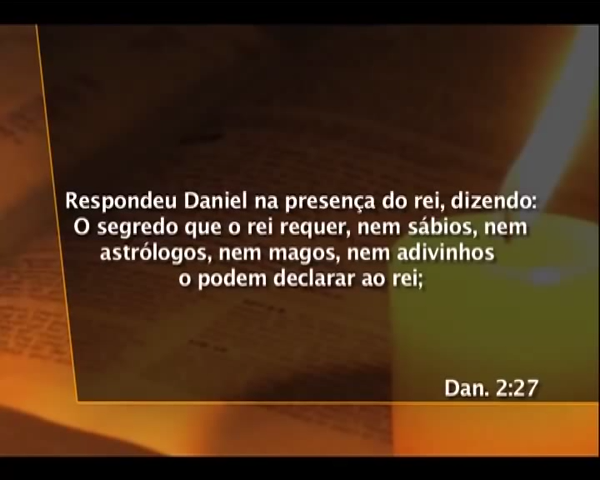 Respondeu Daniel na presença do rei, dizendo:
O segredo que o rei requer, nem sábios, nem
astrólogos, nem magos, nem adivinhos
o podem declarar ao rei;
Dan. 2:27